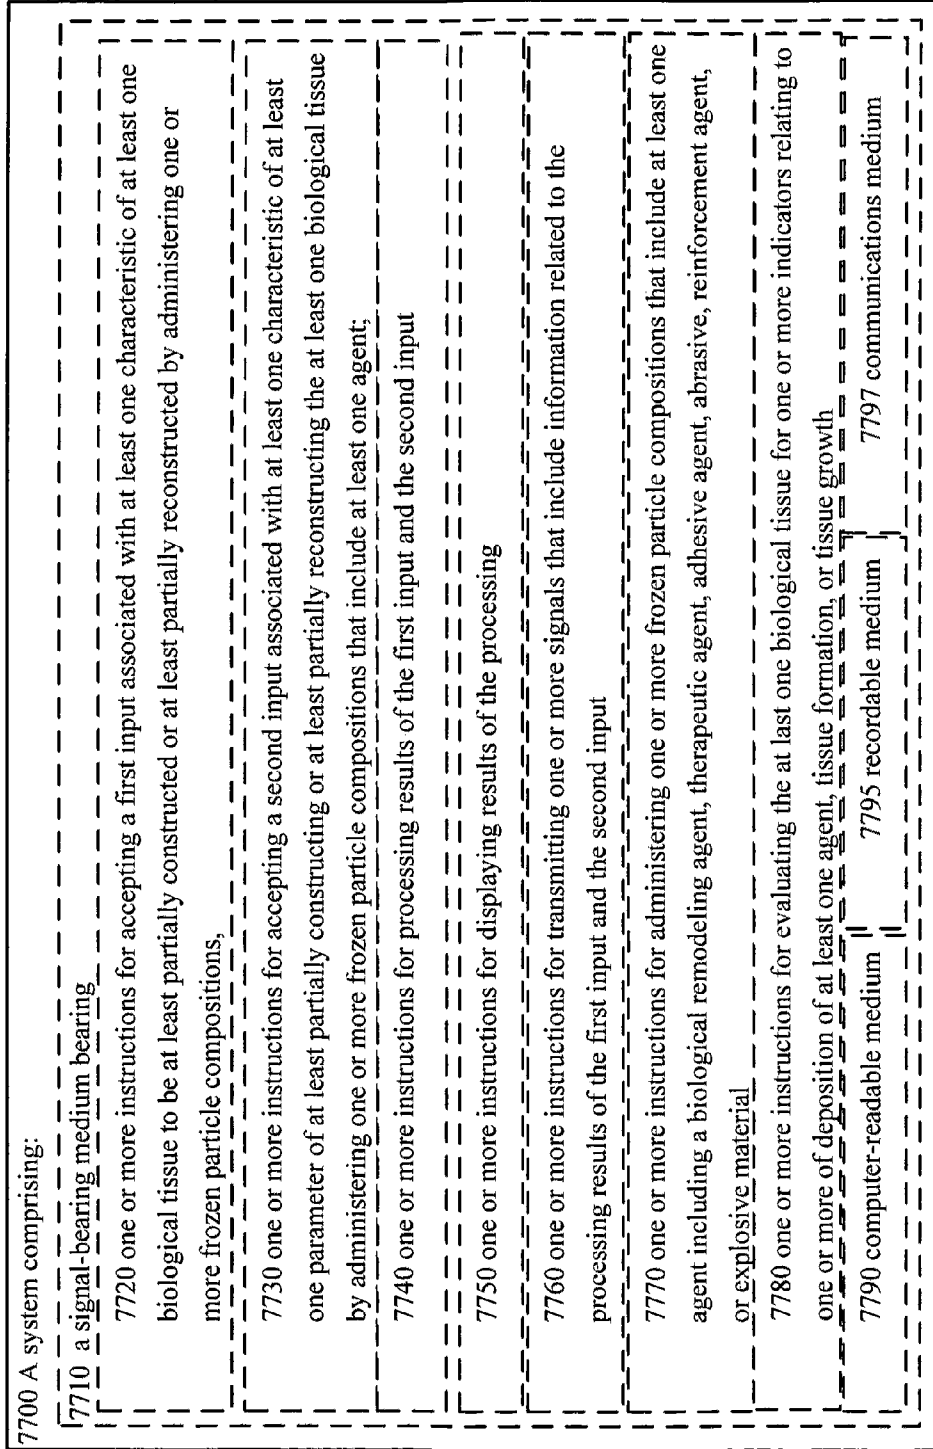 7700 A system comprising:
7710 a signal-bearing medium bearing
7720 one or more instructions for accepting a first input associated with at least one characteristic of at least one
biological tissue to be at least partially constructed or at least partially reconstructed by administering one or
more frozen particle compositions,
7730 one or more instructions for accepting a second input associated with at least one characteristic of at least
one parameter of at least partially constructing or at least partially reconstructing the at least one biological tissue
by administering one or more frozen particle compositions that include at least one agent;
7740 one or more instructions for processing results of the first input and the second input
7750 one or more instructions for displaying results of the processing
7760 one or more instructions for transmitting one or more signals that include information related to the
processing results of the first input and the second input
7770 one or more instructions for administering one or more frozen particle compositions that include at least one
agent including a biological remodeling agent, therapeutic agent, adhesive agent, abrasive, reinforcement agent,
or explosive material
7780 one or more instructions for evaluating the at last one biological tissue for one or more indicators relating to
one or more of deposition of at least one agent, tissue formation, or tissue growth
7790 computer-readable medium
7795 recordable medium
7797 communications medium